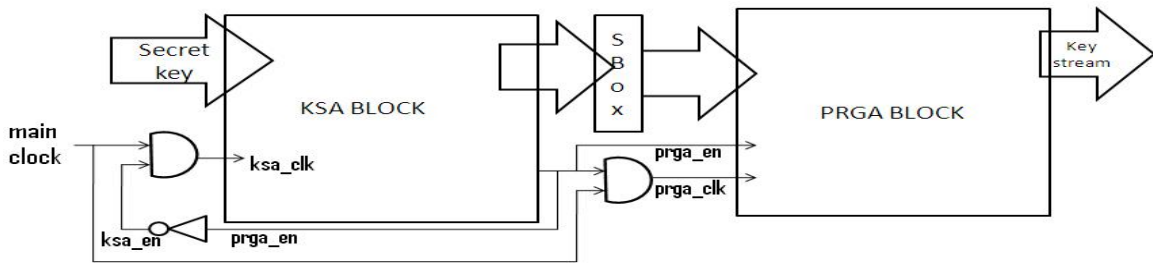 Secret
key
KSA BLOCK
S
B
o
x
PRGA BLOCK
Key
stream
main
clock
ksa_clk
prga_en
prga_clk
ksa_en
prga_en